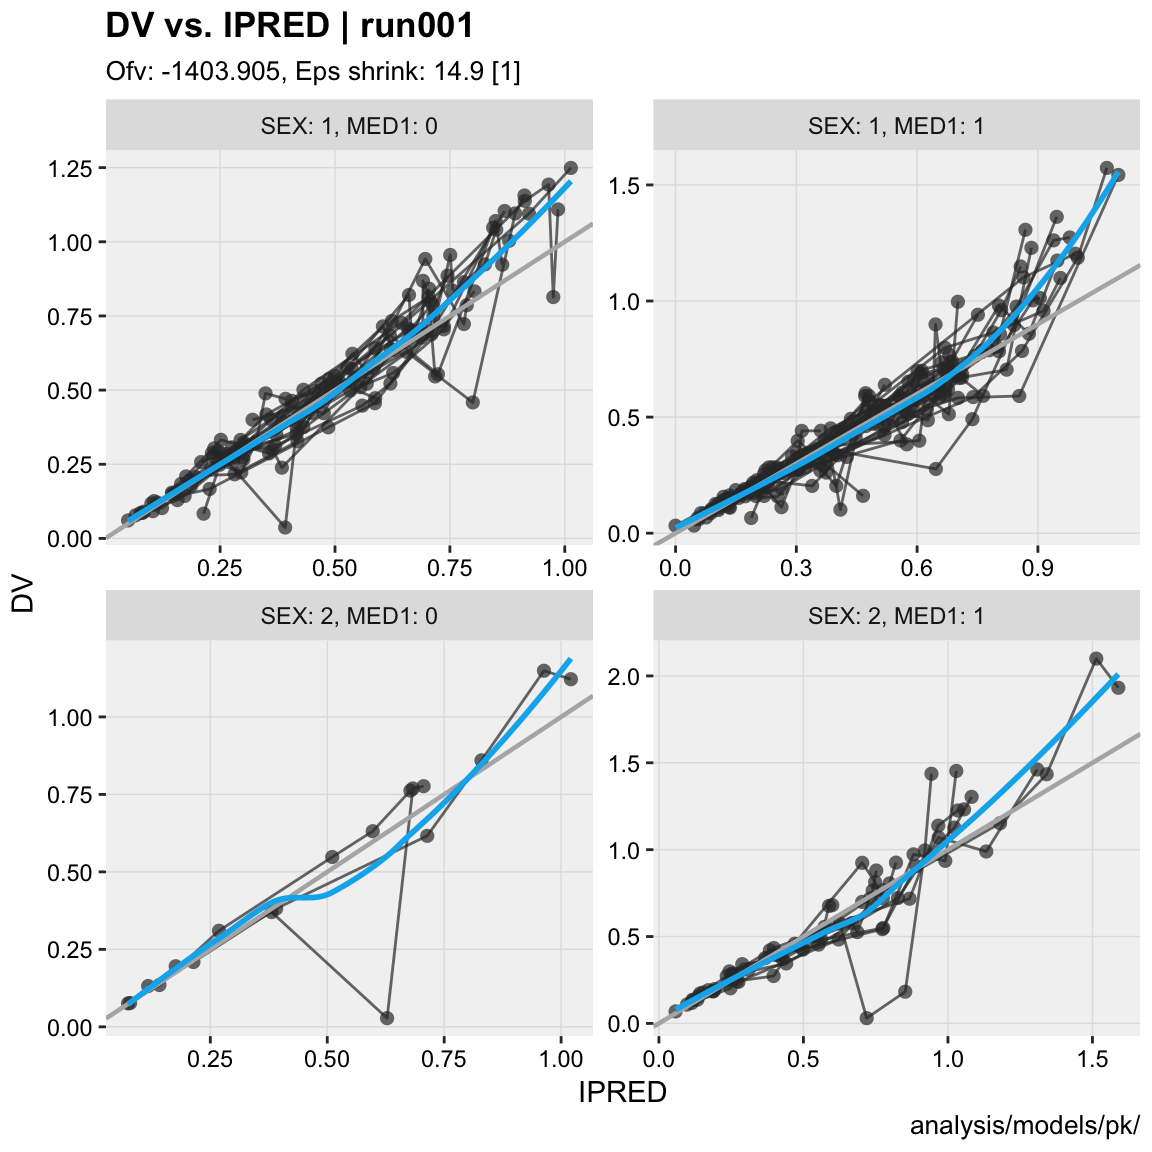 DV vs. IPRED | run001
Ofv: -1403.905, Eps shrink: 14.9 [1]
SEX: 1, MED1: 0
SEX: 1, MED1: 1
1.25
1.00
0.75
0.50
0.25
0.00
1.5
1.0
0.5
0.0
0.25 0.50 0.75 1.00
0.0 0.3 0.6 0.9
DV
SEX: 2, MED1: 0
SEX: 2, MED1: 1
1.00
0.75
0.50
0.25
0.00
2.0
1.5
1.0
0.5
0.0
0.25 0.50 0.75 1.00
0.0 0.5 1.0 1.5
IPRED
analysis/models/pk/